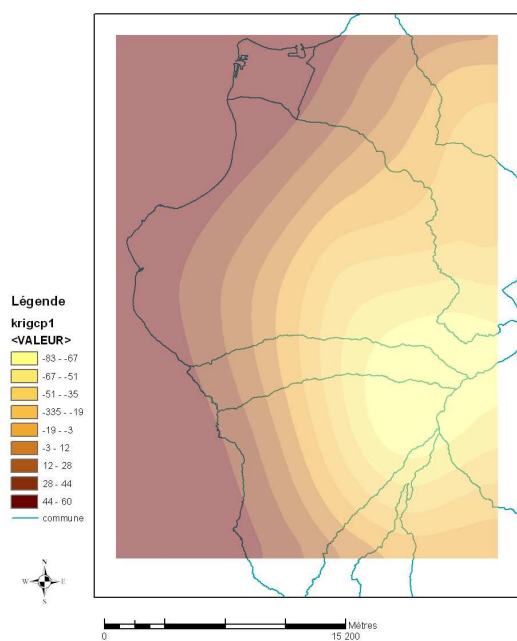 Légende
krigcp1
<VALEUR>
-83 - -67
-67 - -51
-51 - -35
-335 - -19
-19 - -3
-3 - 12
12 - 28
28 - 44
44 - 60
commune
N
W E
S
Mètres
0 15 200